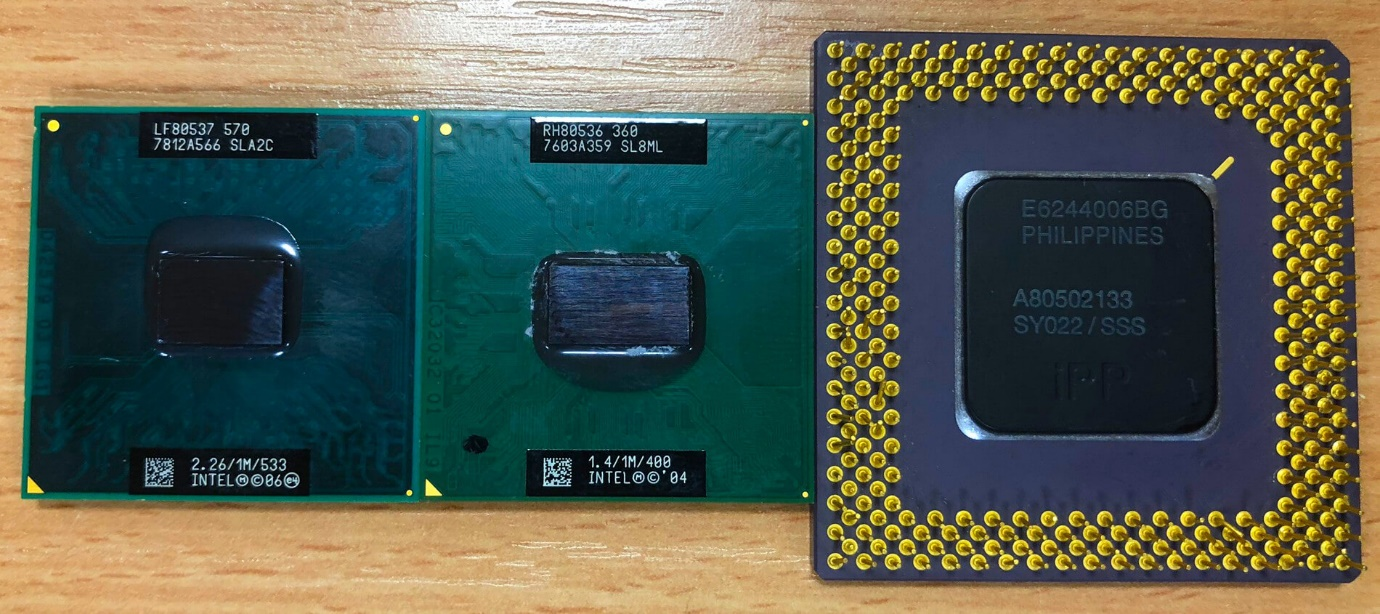 LF80537 570
7812A566 SLA2C
2.26/1M/533
INTEL Ⓜ©06 e4
RH80536 360
7603A359 SL8ML
1.4/1M/400
INTEL Ⓜ©'04
E6244006BG
PHILIPPINES
A80502133
SY022/SSS
iPP